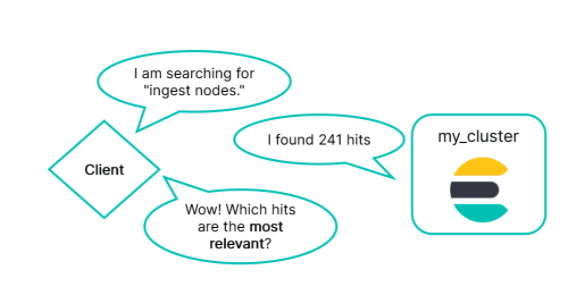 I am searching for
"ingest nodes."
I found 241 hits
my_cluster
Client
Wow! Which hits
are the most
relevant?